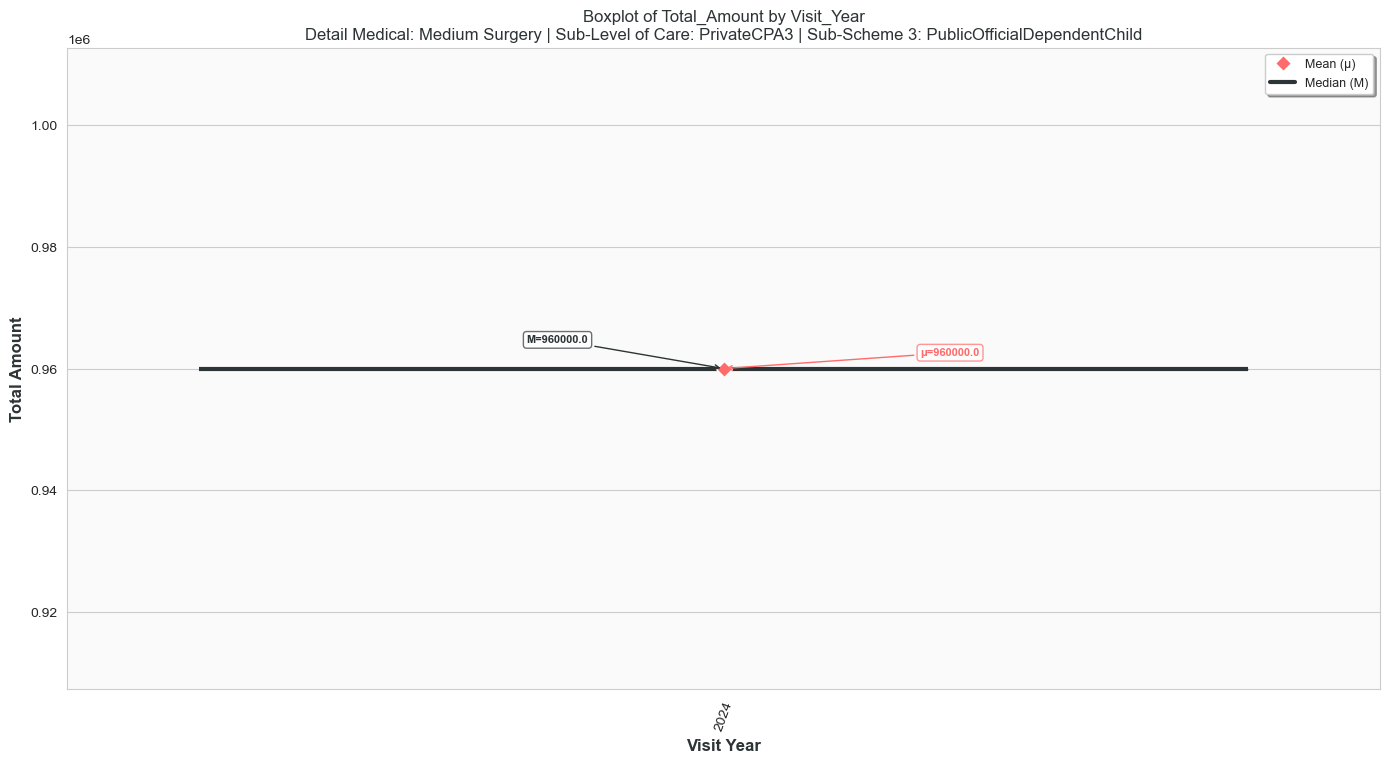 Boxplot of Total_Amount by Visit_Year
Detail Medical: Medium Surgery | Sub-Level of Care: PrivateCPA3 | Sub-Scheme 3: PublicOfficialDependentChild
1e6
Mean (μ)
Median (M)
1.00
0.98
0.96
0.94
0.92
Total Amount
M=960000.0
μ=960000.0
2024
Visit Year